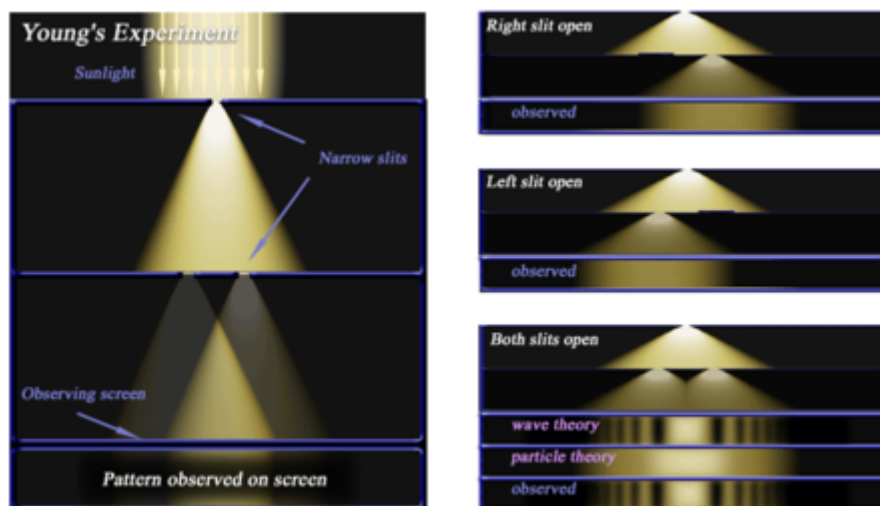 Young's Experiment
Sunlight
Narrow slits
Observing screen
Pattern observed on screen
Right slit open
observed
Left slit open
observed
Both slits open
wave theory
particle theory
observed